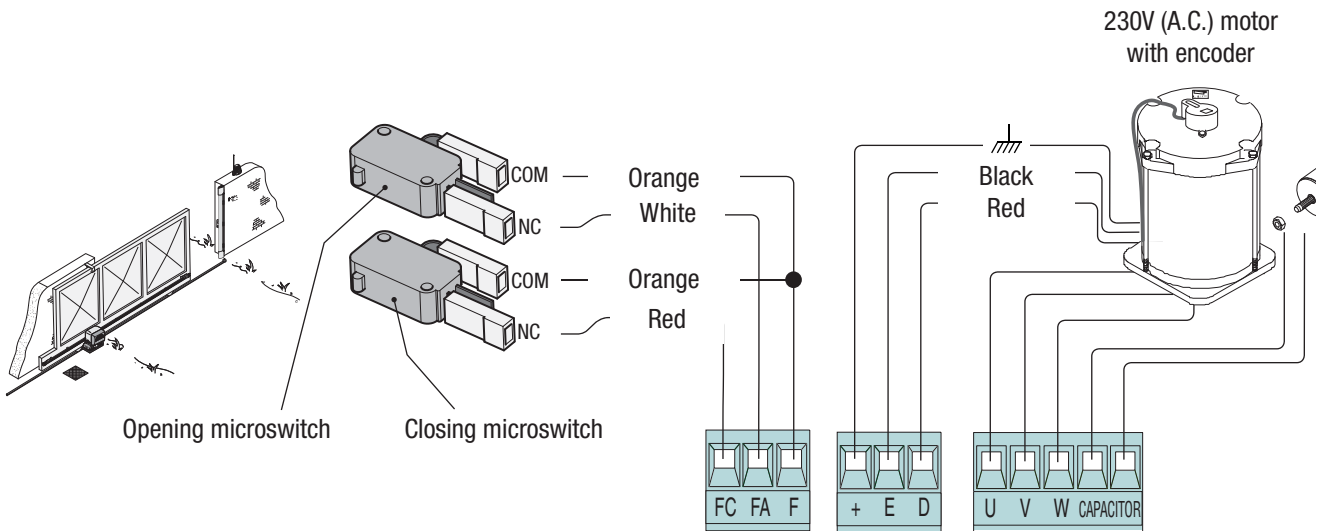 230V (A.C.) motor
with encoder
COM
Orange
NC
White
COM
Orange
NC
Red
Black
Red
Opening microswitch
Closing microswitch
FC FA F
+ E D
U V W CAPACITOR